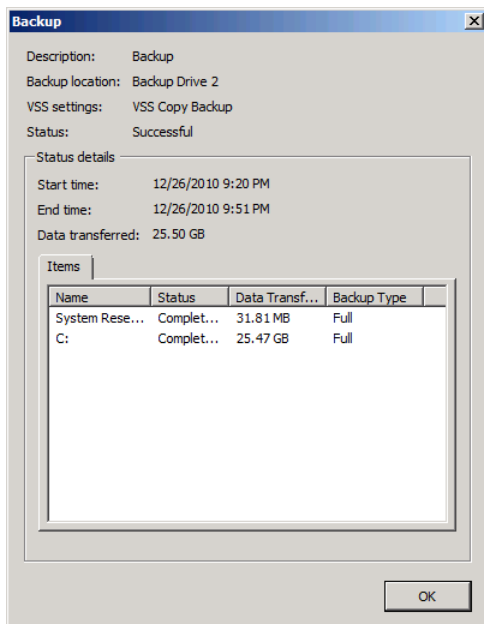 Backup
Description: Backup
Backup location: Backup Drive 2
VSS settings: VSS Copy Backup
Status: Successful
Status details
Start time: 12/26/2010 9:20 PM
End time: 12/26/2010 9:51 PM
Data transferred: 25.50 GB
Items
Name Status Data Transf... Backup Type
System Rese... Complet... 31.81 MB Full
C: Complet... 25.47 GB Full
OK